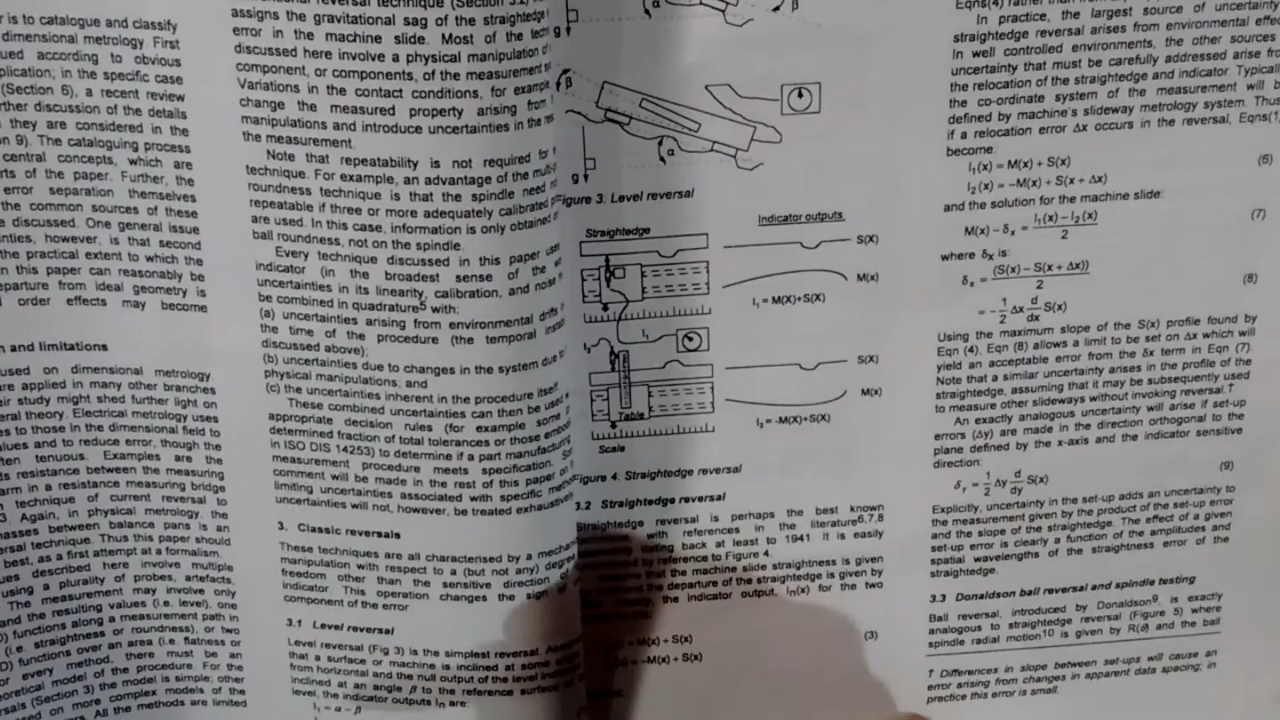 r is to catalogue and classify
dimensional metrology. First
ued according to obvious
plication; in the specific case
(Section 6), a recent review
rther discussion of the details
they are considered in the
n 9). The cataloguing process
central concepts, which are
rts of the paper. Further, the
error separation themselves
the common sources of these
e discussed. One general issue
nties, however, is that second
the practical extent to which the
n this paper can reasonably be
eparture from ideal geometry is
order effects may become
n and limitations
used on dimensional metrology.
are applied in many other branches
eir study might shed further light on
eral theory. Electrical metrology uses
es to those in the dimensional field to
alues and to reduce error, though the
ten tenuous. Examples are the
ds resistance between the measuring
arm in a resistance measuring bridge
technique of current reversal to
3. Again, in physical metrology, the
masses between balance pans is an
ersal technique. Thus this paper should
best, as a first attempt at a formalism.
ues described here involve multiple
using a plurality of probes, artefacts,
The measurement may involve only
and the resulting values (i.e. level), one
D) functions along a measurement path in
(i.e. straightness or roundness), or two
D) functions over an area (i.e. flatness or
or every method, there must be an
eoretical model of the procedure. For the
rsals (Section 3) the model is simple; other
sed on more complex models of the
All the methods are limited
reversal technique (Section 3.2)
assigns the gravitational sag of the straightedge
error in the machine slide. Most of the
discussed here involve a physical manipulation of
component, or components, of the measurement
Variations in the contact conditions, for example
change the measured property arising from
manipulations and introduce uncertainties in the
the measurement.
Note that repeatability is not required for
technique. For example, an advantage of the
roundness technique is that the spindle need
repeatable if three or more adequately calibrated
are used. In this case, information is only obtained
ball roundness, not on the spindle.
Every technique discussed in this paper uses
indicator (in the broadest sense of the
uncertainties in its linearity, calibration, and noise
be combined in quadrature5 with:
(a) uncertainties arising from environmental drifts
the time of the procedure (the temporal
discussed above);
(b) uncertainties due to changes in the system due to
physical manipulations; and
(c) the uncertainties inherent in the procedure itself.
These combined uncertainties can then be used
appropriate decision rules (for example some
determined fraction of total tolerances or those
in ISO DIS 14253) to determine if a part manufacturing
measurement procedure meets specification.
comment will be made in the rest of this paper on
limiting uncertainties associated with specific
uncertainties will not, however, be treated exhaustively
3. Classic reversals
These techniques are all characterised by a
manipulation with respect to a (but not any)
freedom other than the sensitive direction of
indicator. This operation changes the sign of
component of the error
3.1 Level reversal
Level reversal (Fig 3) is the simplest reversal.
that a surface or machine is inclined at some
from horizontal and the null output of the level
inclined at an angle β to the reference surface
level, the indicator outputs In are:
I1 = α − β
g
α
β
β
α
g
Figure 3. Level reversal
Indicator outputs
Straightedge
S(X)
M(x)
I1 = M(X)+S(X)
I1
I2
S(X)
M(x)
Table
I2 = -M(X)+S(X)
Scale
Figure 4. Straightedge reversal
3.2 Straightedge reversal
Straightedge reversal is perhaps the best known
with references in the literature6,7,8
dating back at least to 1941. It is easily
by reference to Figure 4.
that the machine slide straightness is given
the departure of the straightedge is given by
the indicator output, In(x) for the two
= M(x) + S(x) (3)
= −M(x) + S(x)
Eqns(4) rather than
In practice, the largest source of uncertainty
straightedge reversal arises from environmental
In well controlled environments, the other sources
uncertainty that must be carefully addressed arise
the relocation of the straightedge and indicator.
the co-ordinate system of the measurement will
defined by machine's slideway metrology system. Thus
if a relocation error Δx occurs in the reversal,
become:
I1(x) = M(x) + S(x) (6)
I2(x) = −M(x) + S(x + Δx)
and the solution for the machine slide:
M(x) − δx = I1(x) − I2(x) / 2 (7)
where δx is:
δx = (S(x) − S(x + Δx)) / 2 (8)
= − 1/2 Δx d/dx S(x)
Using the maximum slope of the S(x) profile found by
Eqn (4), Eqn (8) allows a limit to be set on Δx which will
yield an acceptable error from the δx term in Eqn (7).
Note that a similar uncertainty arises in the profile of the
straightedge, assuming that it may be subsequently used
to measure other slideways without invoking reversal.†
An exactly analogous uncertainty will arise if set-up
errors (Δy) are made in the direction orthogonal to the
plane defined by the x-axis and the indicator sensitive
direction:
δy = 1/2 Δy d/dy S(x) (9)
Explicitly, uncertainty in the set-up adds an uncertainty to
the measurement given by the product of the set-up error
and the slope of the straightedge. The effect of a given
set-up error is clearly a function of the amplitudes and
spatial wavelengths of the straightness error of the
straightedge.
3.3 Donaldson ball reversal and spindle testing
Ball reversal, introduced by Donaldson9, is exactly
analogous to straightedge reversal (Figure 5) where
spindle radial motion10 is given by R(θ) and the ball
† Differences in slope between set-ups will cause an
error arising from changes in apparent data spacing; in
practice this error is small.